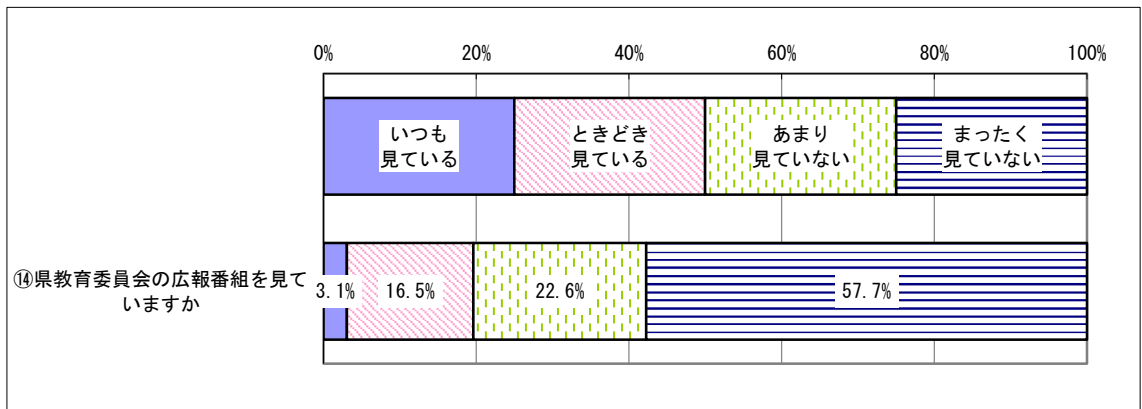 0%
20%
40%
60%
80%
100%
いつも
見ている
ときどき
見ている
あまり
見ていない
まったく
見ていない
⑭県教育委員会の広報番組を見て
いますか
3.1%
16.5%
22.6%
57.7%